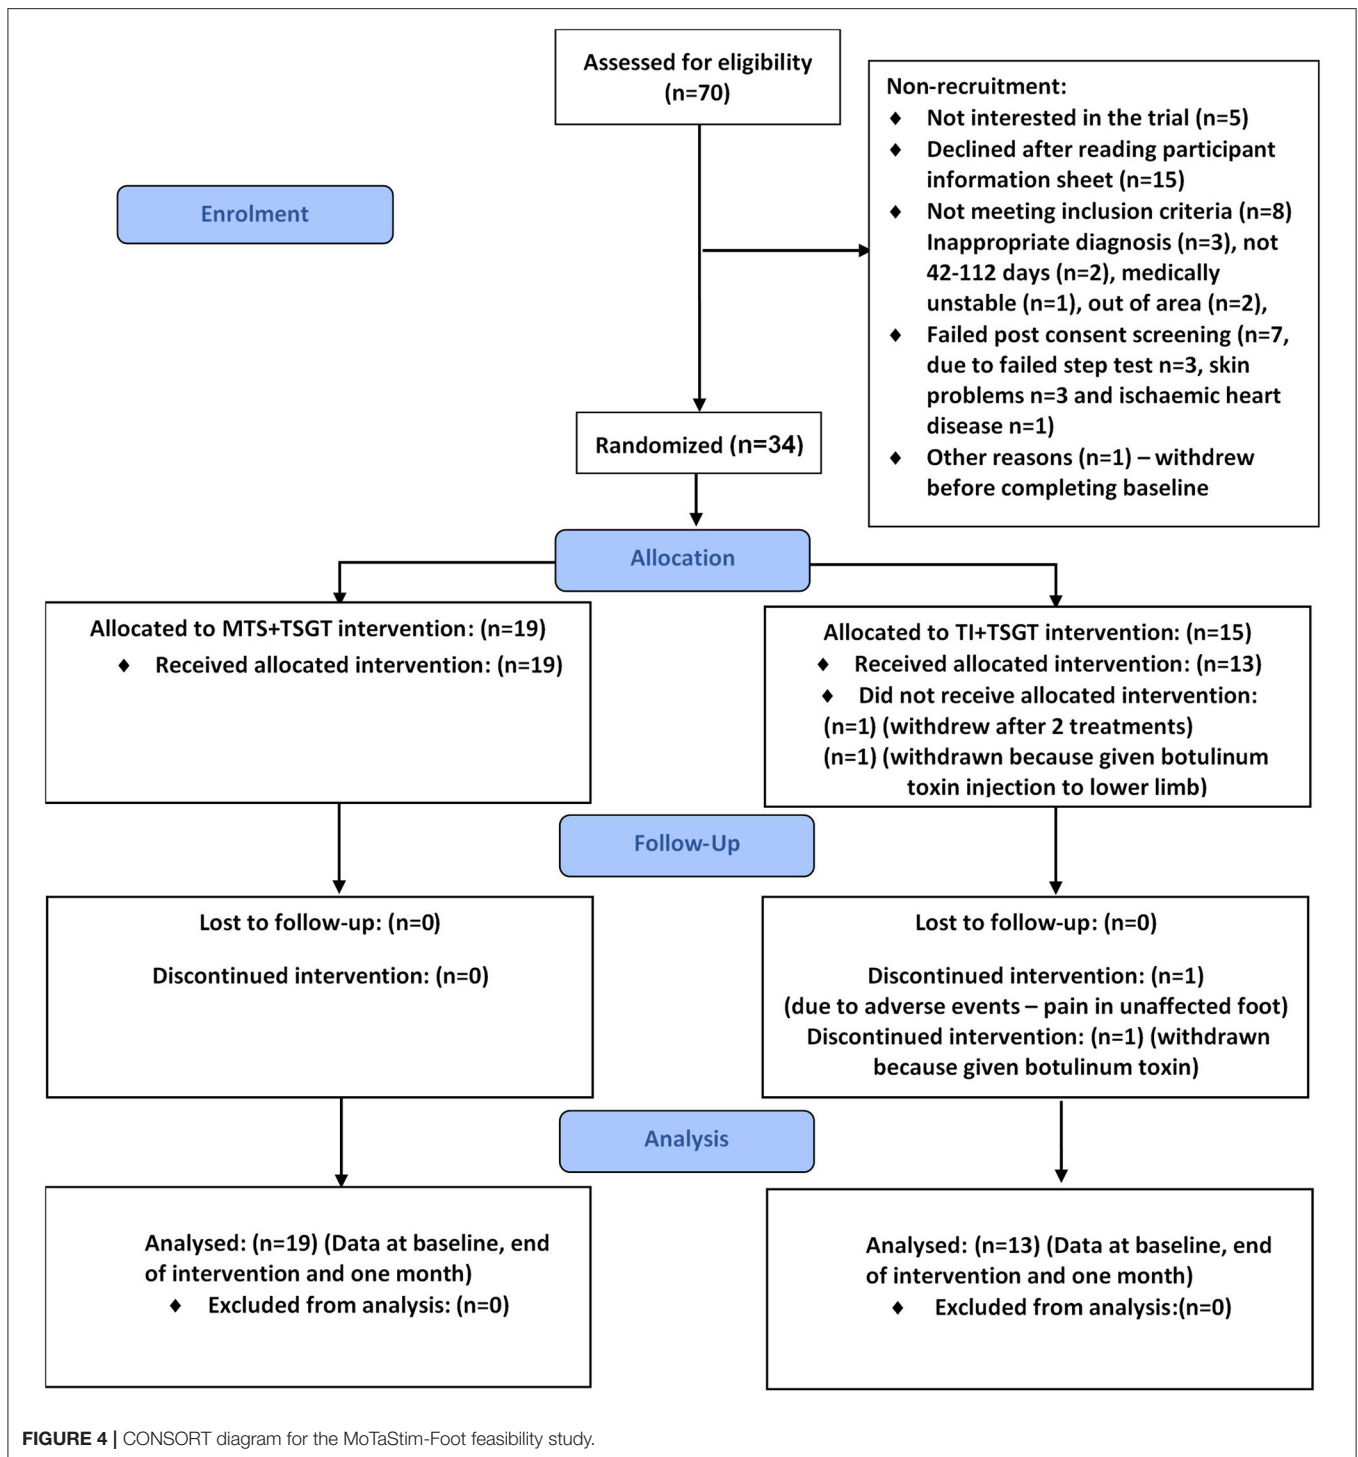 Assessed for eligibility
(n=70)
Non-recruitment:
♦ Not interested in the trial (n=5)
♦ Declined after reading participant
information sheet (n=15)
♦ Not meeting inclusion criteria (n=8)
Inappropriate diagnosis (n=3), not
42-112 days (n=2), medically
unstable (n=1), out of area (n=2),
♦ Failed post consent screening (n=7,
due to failed step test n=3, skin
problems n=3 and ischaemic heart
disease n=1)
♦ Other reasons (n=1) – withdrew
before completing baseline
Enrolment
Randomized (n=34)
Allocation
Allocated to MTS+TSGT intervention: (n=19)
♦ Received allocated intervention: (n=19)
Allocated to TI+TSGT intervention: (n=15)
♦ Received allocated intervention: (n=13)
♦ Did not receive allocated intervention:
(n=1) (withdrew after 2 treatments)
(n=1) (withdrawn because given botulinum
toxin injection to lower limb)
Follow-Up
Lost to follow-up: (n=0)
Discontinued intervention: (n=0)
Lost to follow-up: (n=0)
Discontinued intervention: (n=1)
(due to adverse events – pain in unaffected foot)
Discontinued intervention: (n=1) (withdrawn
because given botulinum toxin)
Analysis
Analysed: (n=19) (Data at baseline, end
of intervention and one month)
♦ Excluded from analysis: (n=0)
Analysed: (n=13) (Data at baseline, end
of intervention and one month)
♦ Excluded from analysis:(n=0)
FIGURE 4 | CONSORT diagram for the MoTaStim-Foot feasibility study.